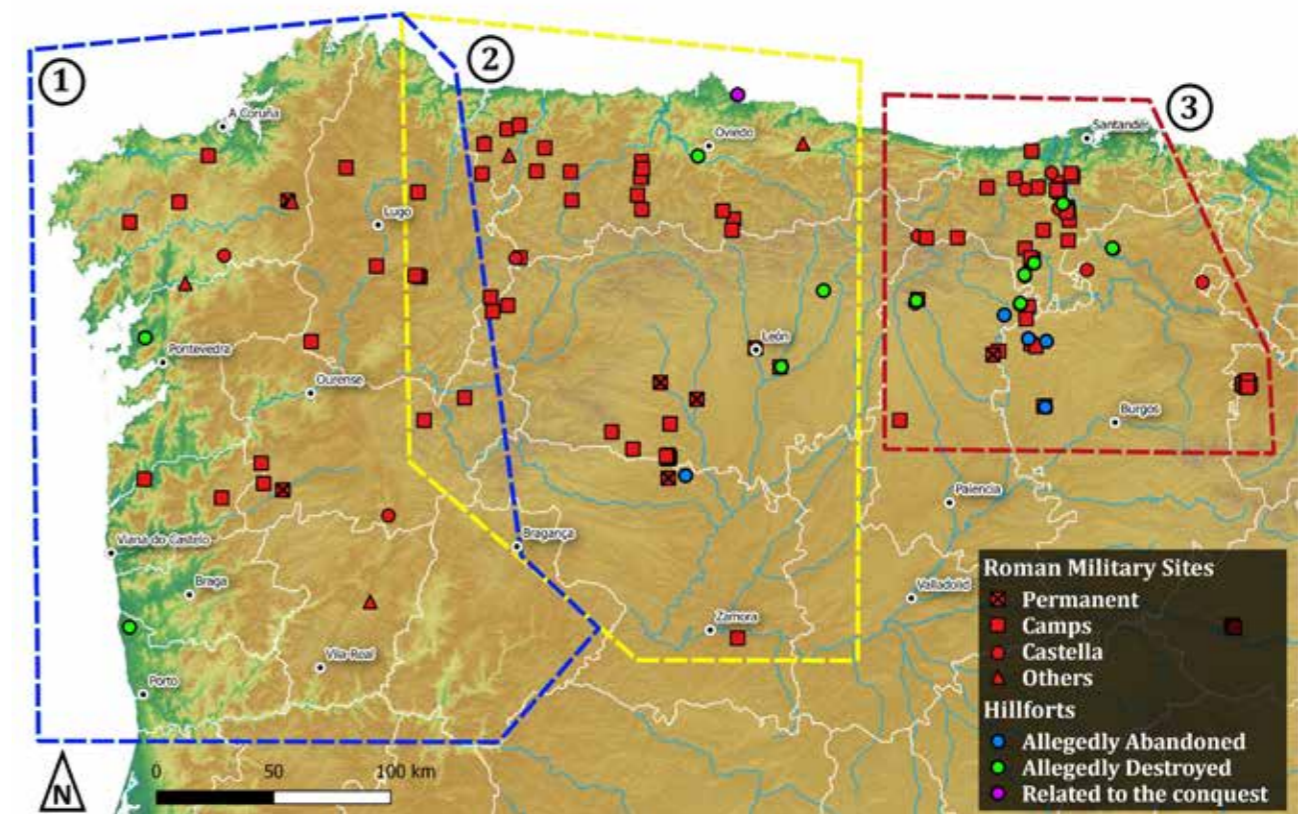 1
2
3
A Coruña
Oviedo
Santander
Lugo
León
Pontevedra
Ourense
Burgos
Palencia
Viana do Castelo
Bragança
Braga
Valladolid
Zamora
Vila-Real
Porto
Roman Military Sites
Permanent
Camps
Castella
Others
Hillforts
Allegedly Abandoned
Allegedly Destroyed
Related to the conquest
N
0 50 100 km